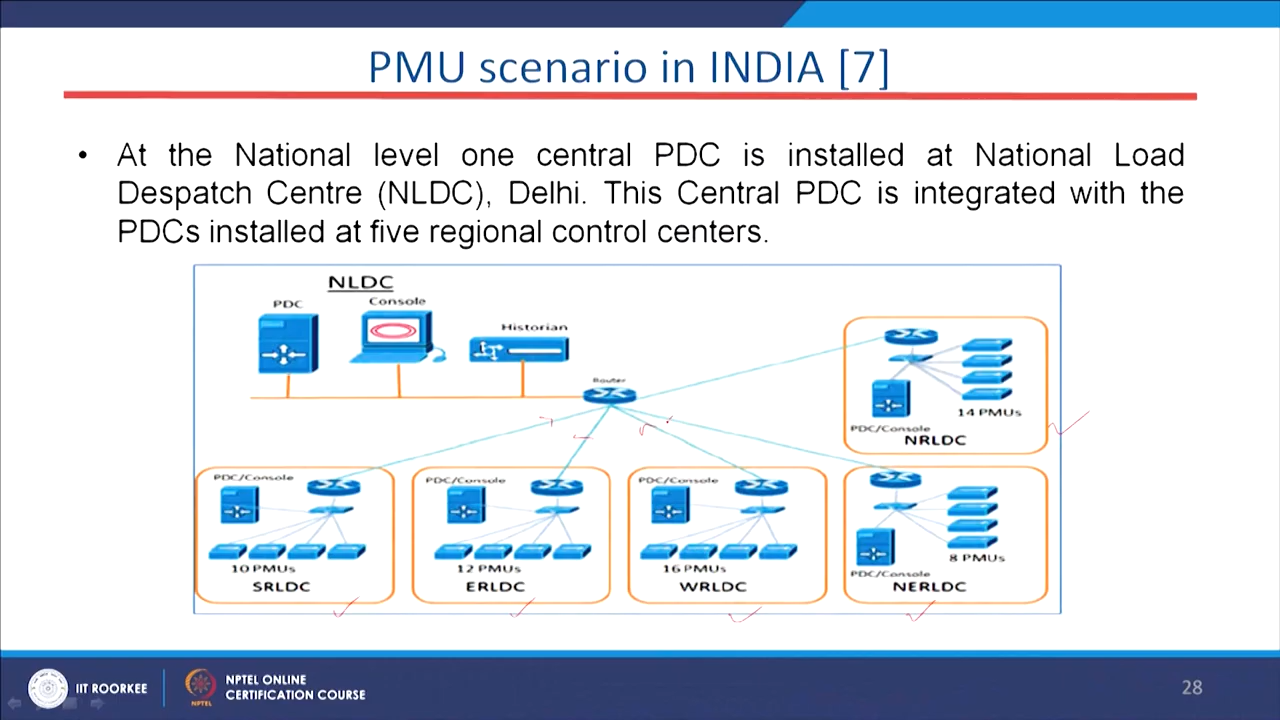 PMU scenario in INDIA [7]
• At the National level one central PDC is installed at National Load
Despatch Centre (NLDC), Delhi. This Central PDC is integrated with the
PDCs installed at five regional control centers.
NLDC
PDC
Console
Historian
Router
14 PMUs
PDC/Console
NRLDC
PDC/Console
10 PMUs
SRLDC
PDC/Console
12 PMUs
ERLDC
PDC/Console
16 PMUs
WRLDC
8 PMUs
PDC/Console
NERLDC
IIT ROORKEE
NPTEL
NPTEL ONLINE
CERTIFICATION COURSE
28